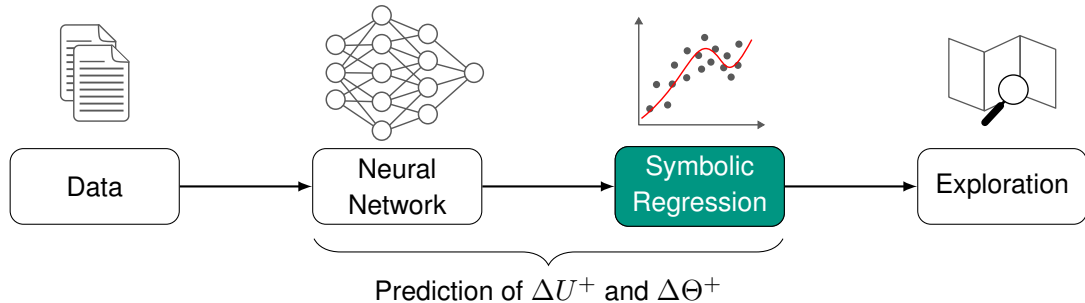 Data
Neural
Network
Symbolic
Regression
Exploration
Prediction of ΔU⁺ and ΔΘ⁺